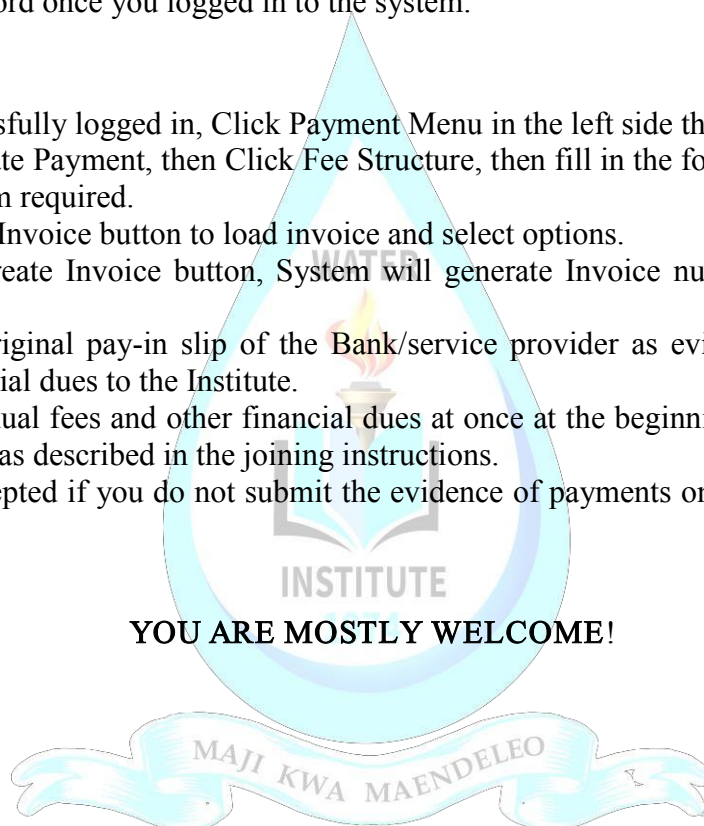 ord once you logged in to the system.
sfully logged in, Click Payment Menu in the left side th
ate Payment, then Click Fee Structure, then fill in the fo
n required.
Invoice button to load invoice and select options.
WATER
reate Invoice button, System will generate Invoice nu
riginal pay-in slip of the Bank/service provider as evi
ial dues to the Institute.
ual fees and other financial dues at once at the beginni
as described in the joining instructions.
epted if you do not submit the evidence of payments or
INSTITUTE
YOU ARE MOSTLY WELCOME!
MAJI KWA MAENDELEO